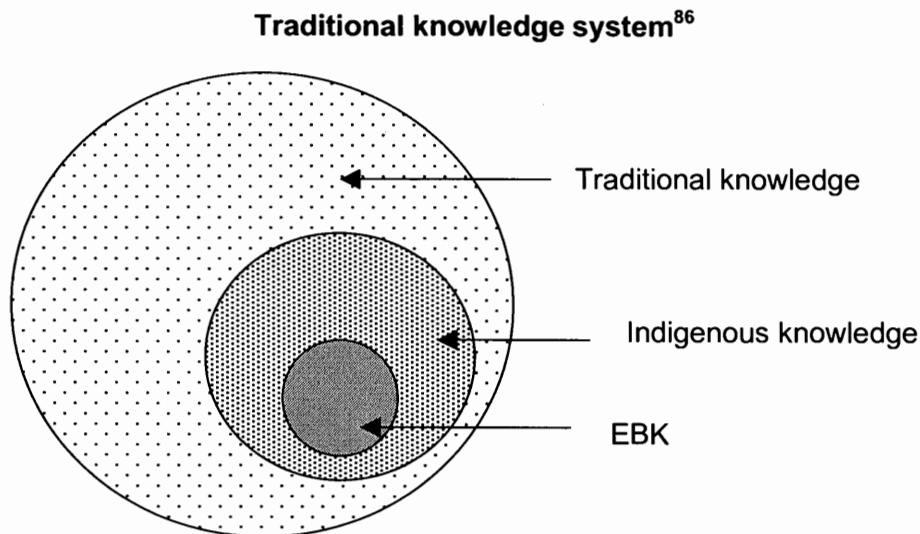 Traditional knowledge system86
Traditional knowledge
Indigenous knowledge
EBK